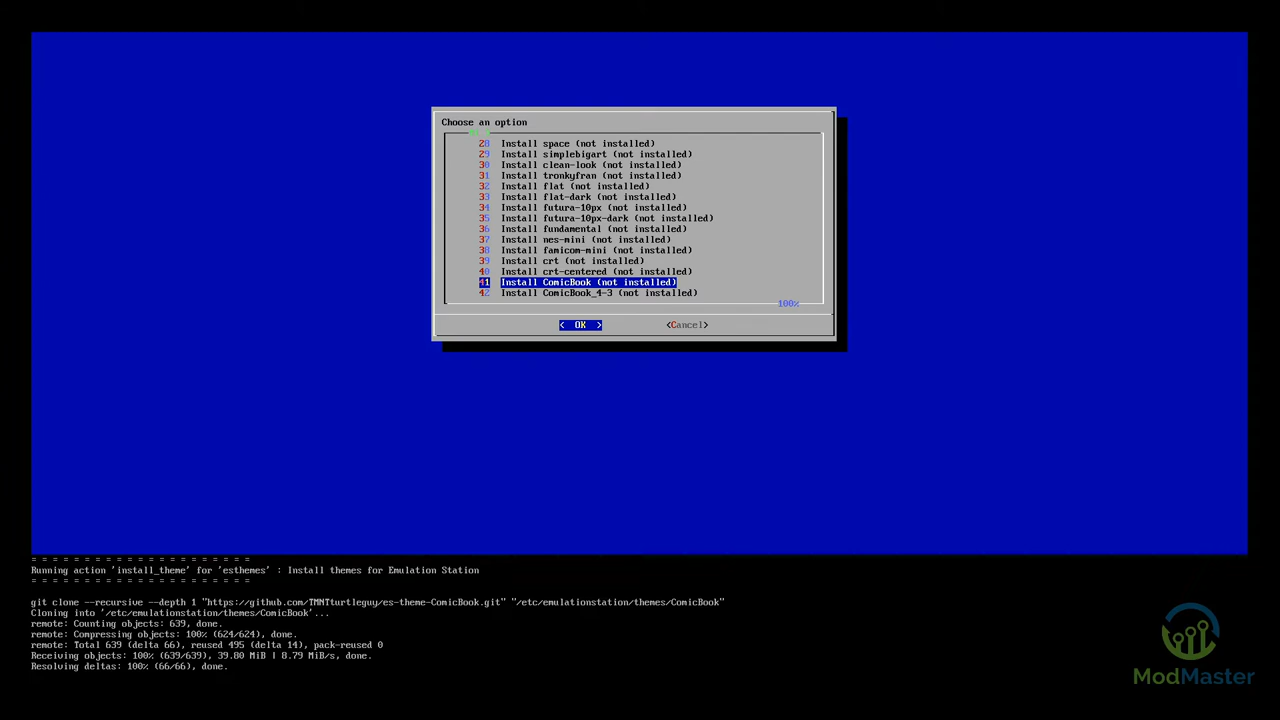 Choose an option
28 Install space (not installed)
29 Install simplebigart (not installed)
30 Install clean-look (not installed)
31 Install tronkyfran (not installed)
32 Install flat (not installed)
33 Install flat-dark (not installed)
34 Install futura-10px (not installed)
35 Install futura-10px-dark (not installed)
36 Install fundamental (not installed)
37 Install nes-mini (not installed)
38 Install famicom-mini (not installed)
39 Install crt (not installed)
40 Install crt-centered (not installed)
41 Install ComicBook (not installed)
42 Install ComicBook_4-3 (not installed)
100%
< OK > <Cancel>
= = = = = = = = = = = = = = = = = = = = =
Running action 'install_theme' for 'esthemes' : Install themes for Emulation Station
= = = = = = = = = = = = = = = = = = = = =
git clone --recursive --depth 1 "https://github.com/TMNTturtleguy/es-theme-ComicBook.git" "/etc/emulationstation/themes/ComicBook"
Cloning into '/etc/emulationstation/themes/ComicBook'...
remote: Counting objects: 639, done.
remote: Compressing objects: 100% (624/624), done.
remote: Total 639 (delta 66), reused 495 (delta 14), pack-reused 0
Receiving objects: 100% (639/639), 39.80 MiB | 8.79 MiB/s, done.
Resolving deltas: 100% (66/66), done.
ModMaster